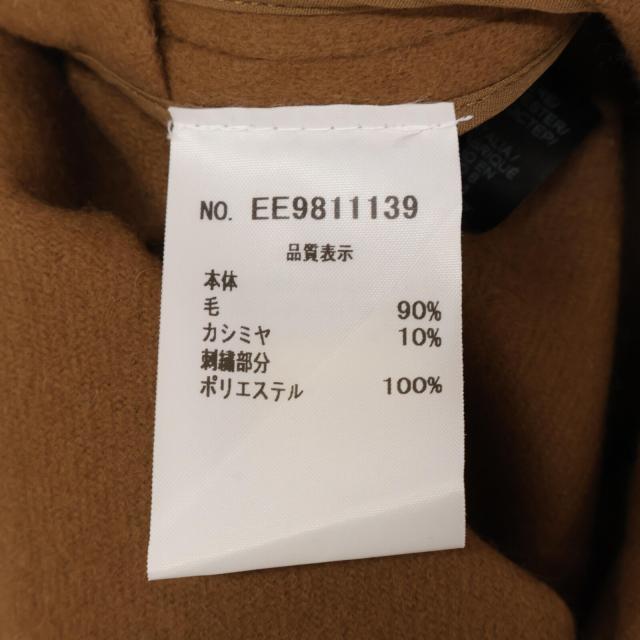 NO. EE9811139
品質表示
本体
毛 90%
カシミヤ 10%
刺繍部分
ポリエステル 100%